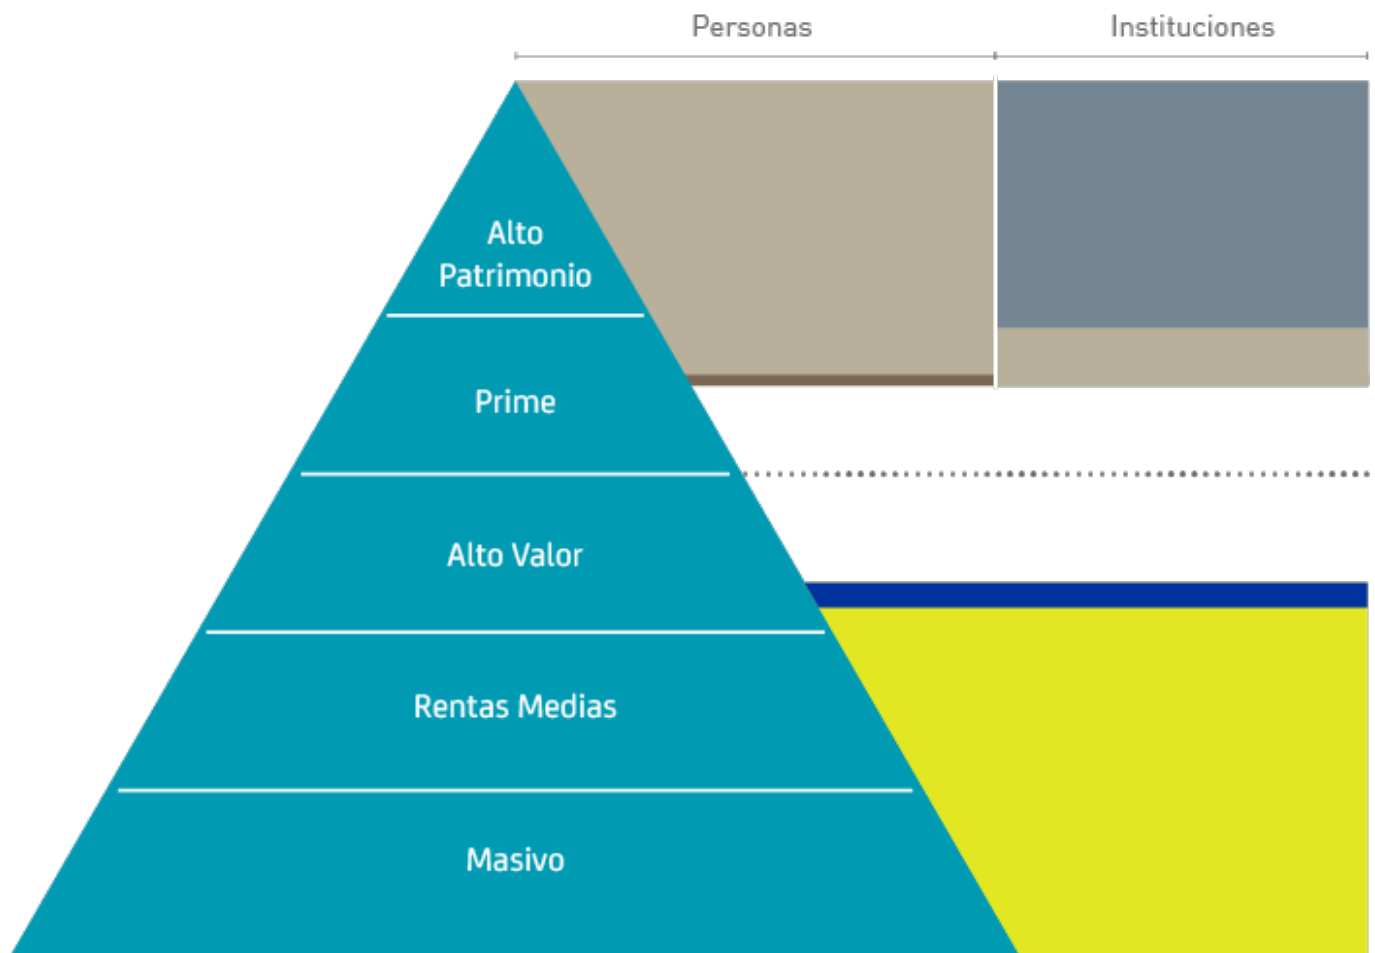 Personas
Instituciones
Alto
Patrimonio
Prime
Alto Valor
Rentas Medias
Masivo